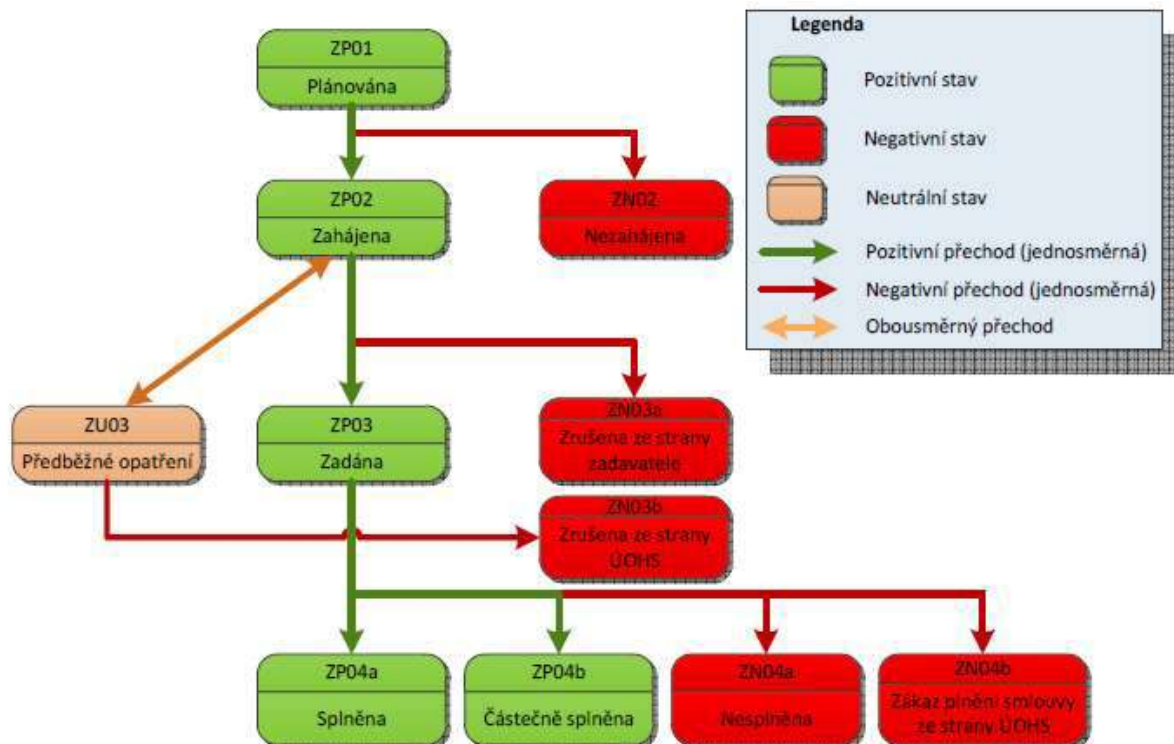 ZP01
Plánována
ZP02
Zahájena
ZN02
Nezahájena
ZU03
Předběžné opatření
ZP03
Zadána
ZN03a
Zrušena ze strany
zadavatele
ZN03b
Zrušena ze strany
ÚOHS
ZP04a
Splněna
ZP04b
Částečně splněna
ZN04a
Nesplněna
ZN04b
Zákaz plnění smlouvy
ze strany ÚOHS
Legenda
Pozitivní stav
Negativní stav
Neutrální stav
Pozitivní přechod (jednosměrná)
Negativní přechod (jednosměrná)
Obousměrný přechod